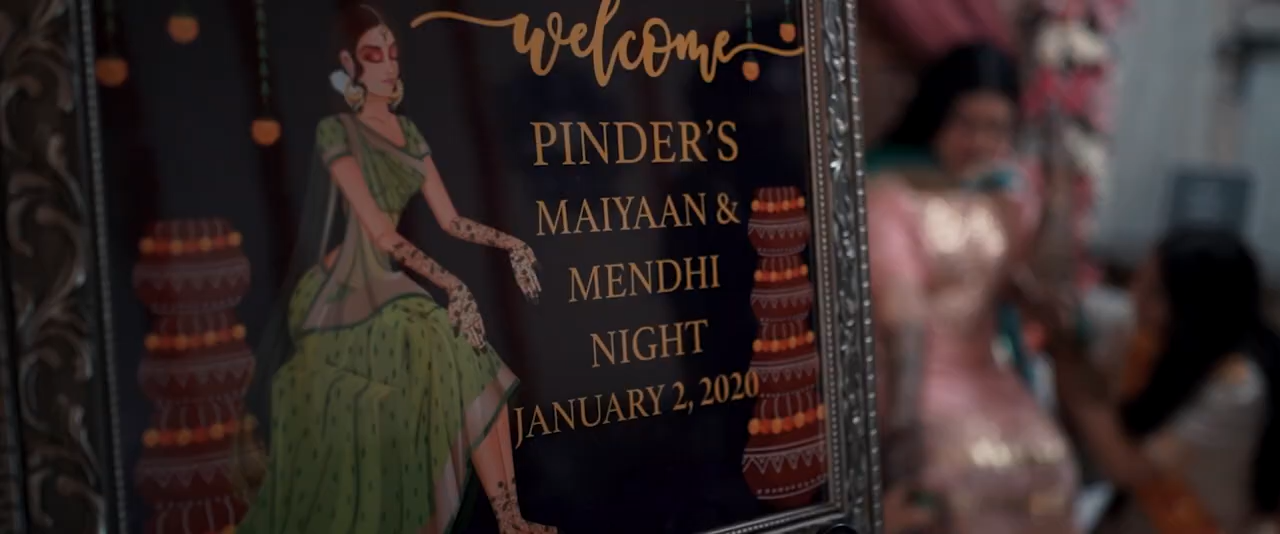 welcome
PINDER'S
MAIYAAN &
MENDHI
NIGHT
JANUARY 2, 2020